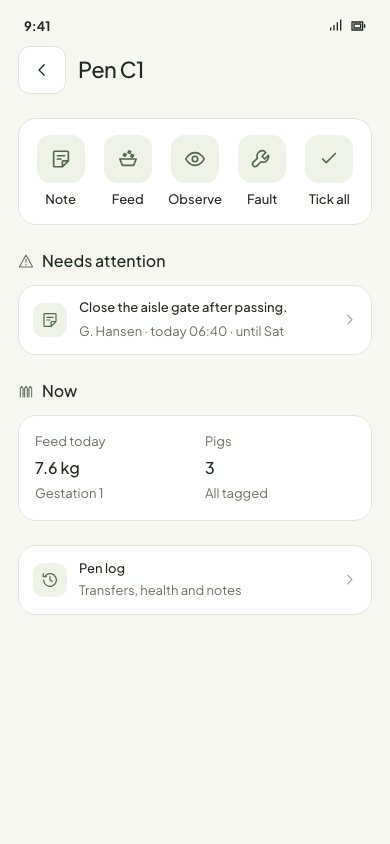 9:41
Pen C1
Note
Feed
Observe
Fault
Tick all
Needs attention
Close the aisle gate after passing.
G. Hansen · today 06:40 · until Sat
Now
Feed today
Pigs
7.6 kg
3
Gestation 1
All tagged
Pen log
Transfers, health and notes